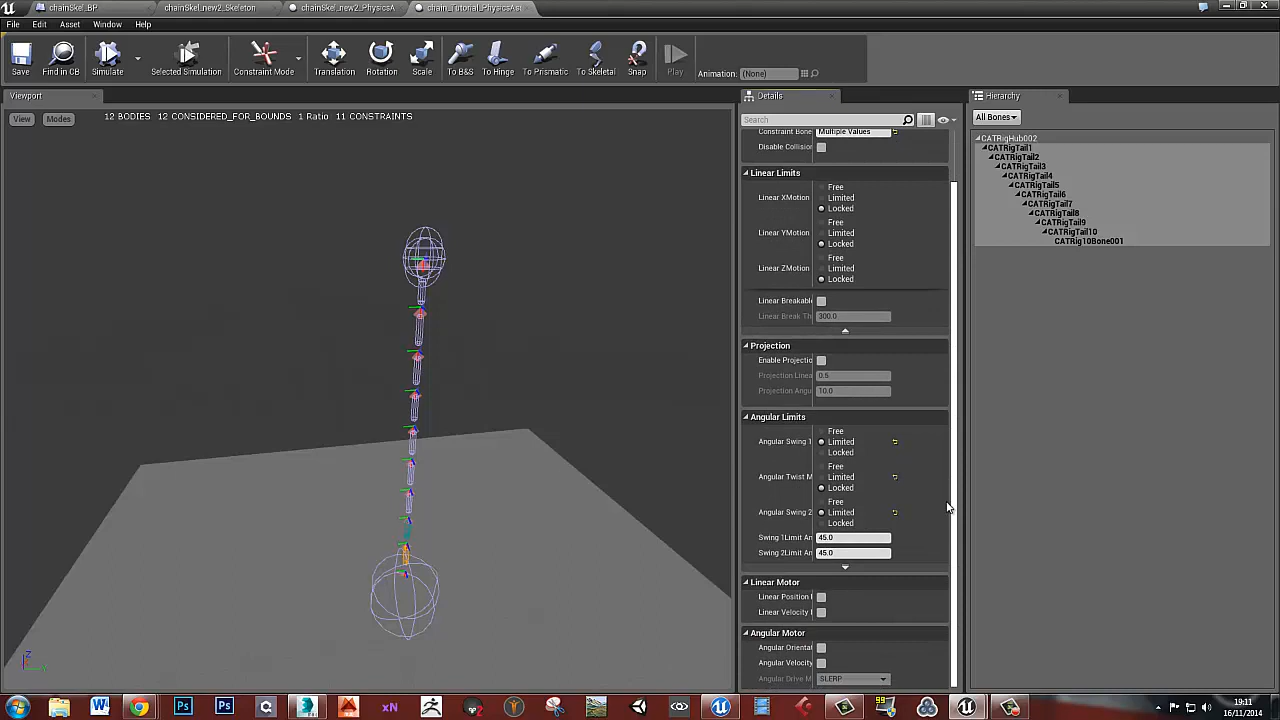 chainSkel_BP
chainSkel_new2_Skeleton
chainSkel_new2_PhysicsA
chain_Tutorial_PhysicsAs
File Edit Asset Window Help
Save
Find in CB
Simulate
Selected Simulation
Constraint Mode
Translation
Rotation
Scale
To B&S
To Hinge
To Prismatic
To Skeletal
Snap
Play
Animation: (None)
Viewport
Details
Hierarchy
View
Modes
12 BODIES 12 CONSIDERED_FOR_BOUNDS 1 Ratio 11 CONSTRAINTS
Search
All Bones
Constraint Bone Multiple Values
Disable Collision
Linear Limits
Free
Linear XMotion Limited
Locked
Free
Linear YMotion Limited
Locked
Free
Linear ZMotion Limited
Locked
Linear Breakable
Linear Break Th 300.0
Projection
Enable Projectio
Projection Linea 0.5
Projection Angu 10.0
Angular Limits
Free
Angular Swing 1 Limited
Locked
Free
Angular Twist M Limited
Locked
Free
Angular Swing 2 Limited
Locked
Swing 1Limit An 45.0
Swing 2Limit An 45.0
Linear Motor
Linear Position
Linear Velocity
Angular Motor
Angular Orientat
Angular Velocity
Angular Drive M SLERP
CATRigHub002
CATRigTail1
CATRigTail2
CATRigTail3
CATRigTail4
CATRigTail5
CATRigTail6
CATRigTail7
CATRigTail8
CATRigTail9
CATRigTail10
CATRig10Bone001
Z
19:11
16/11/2014